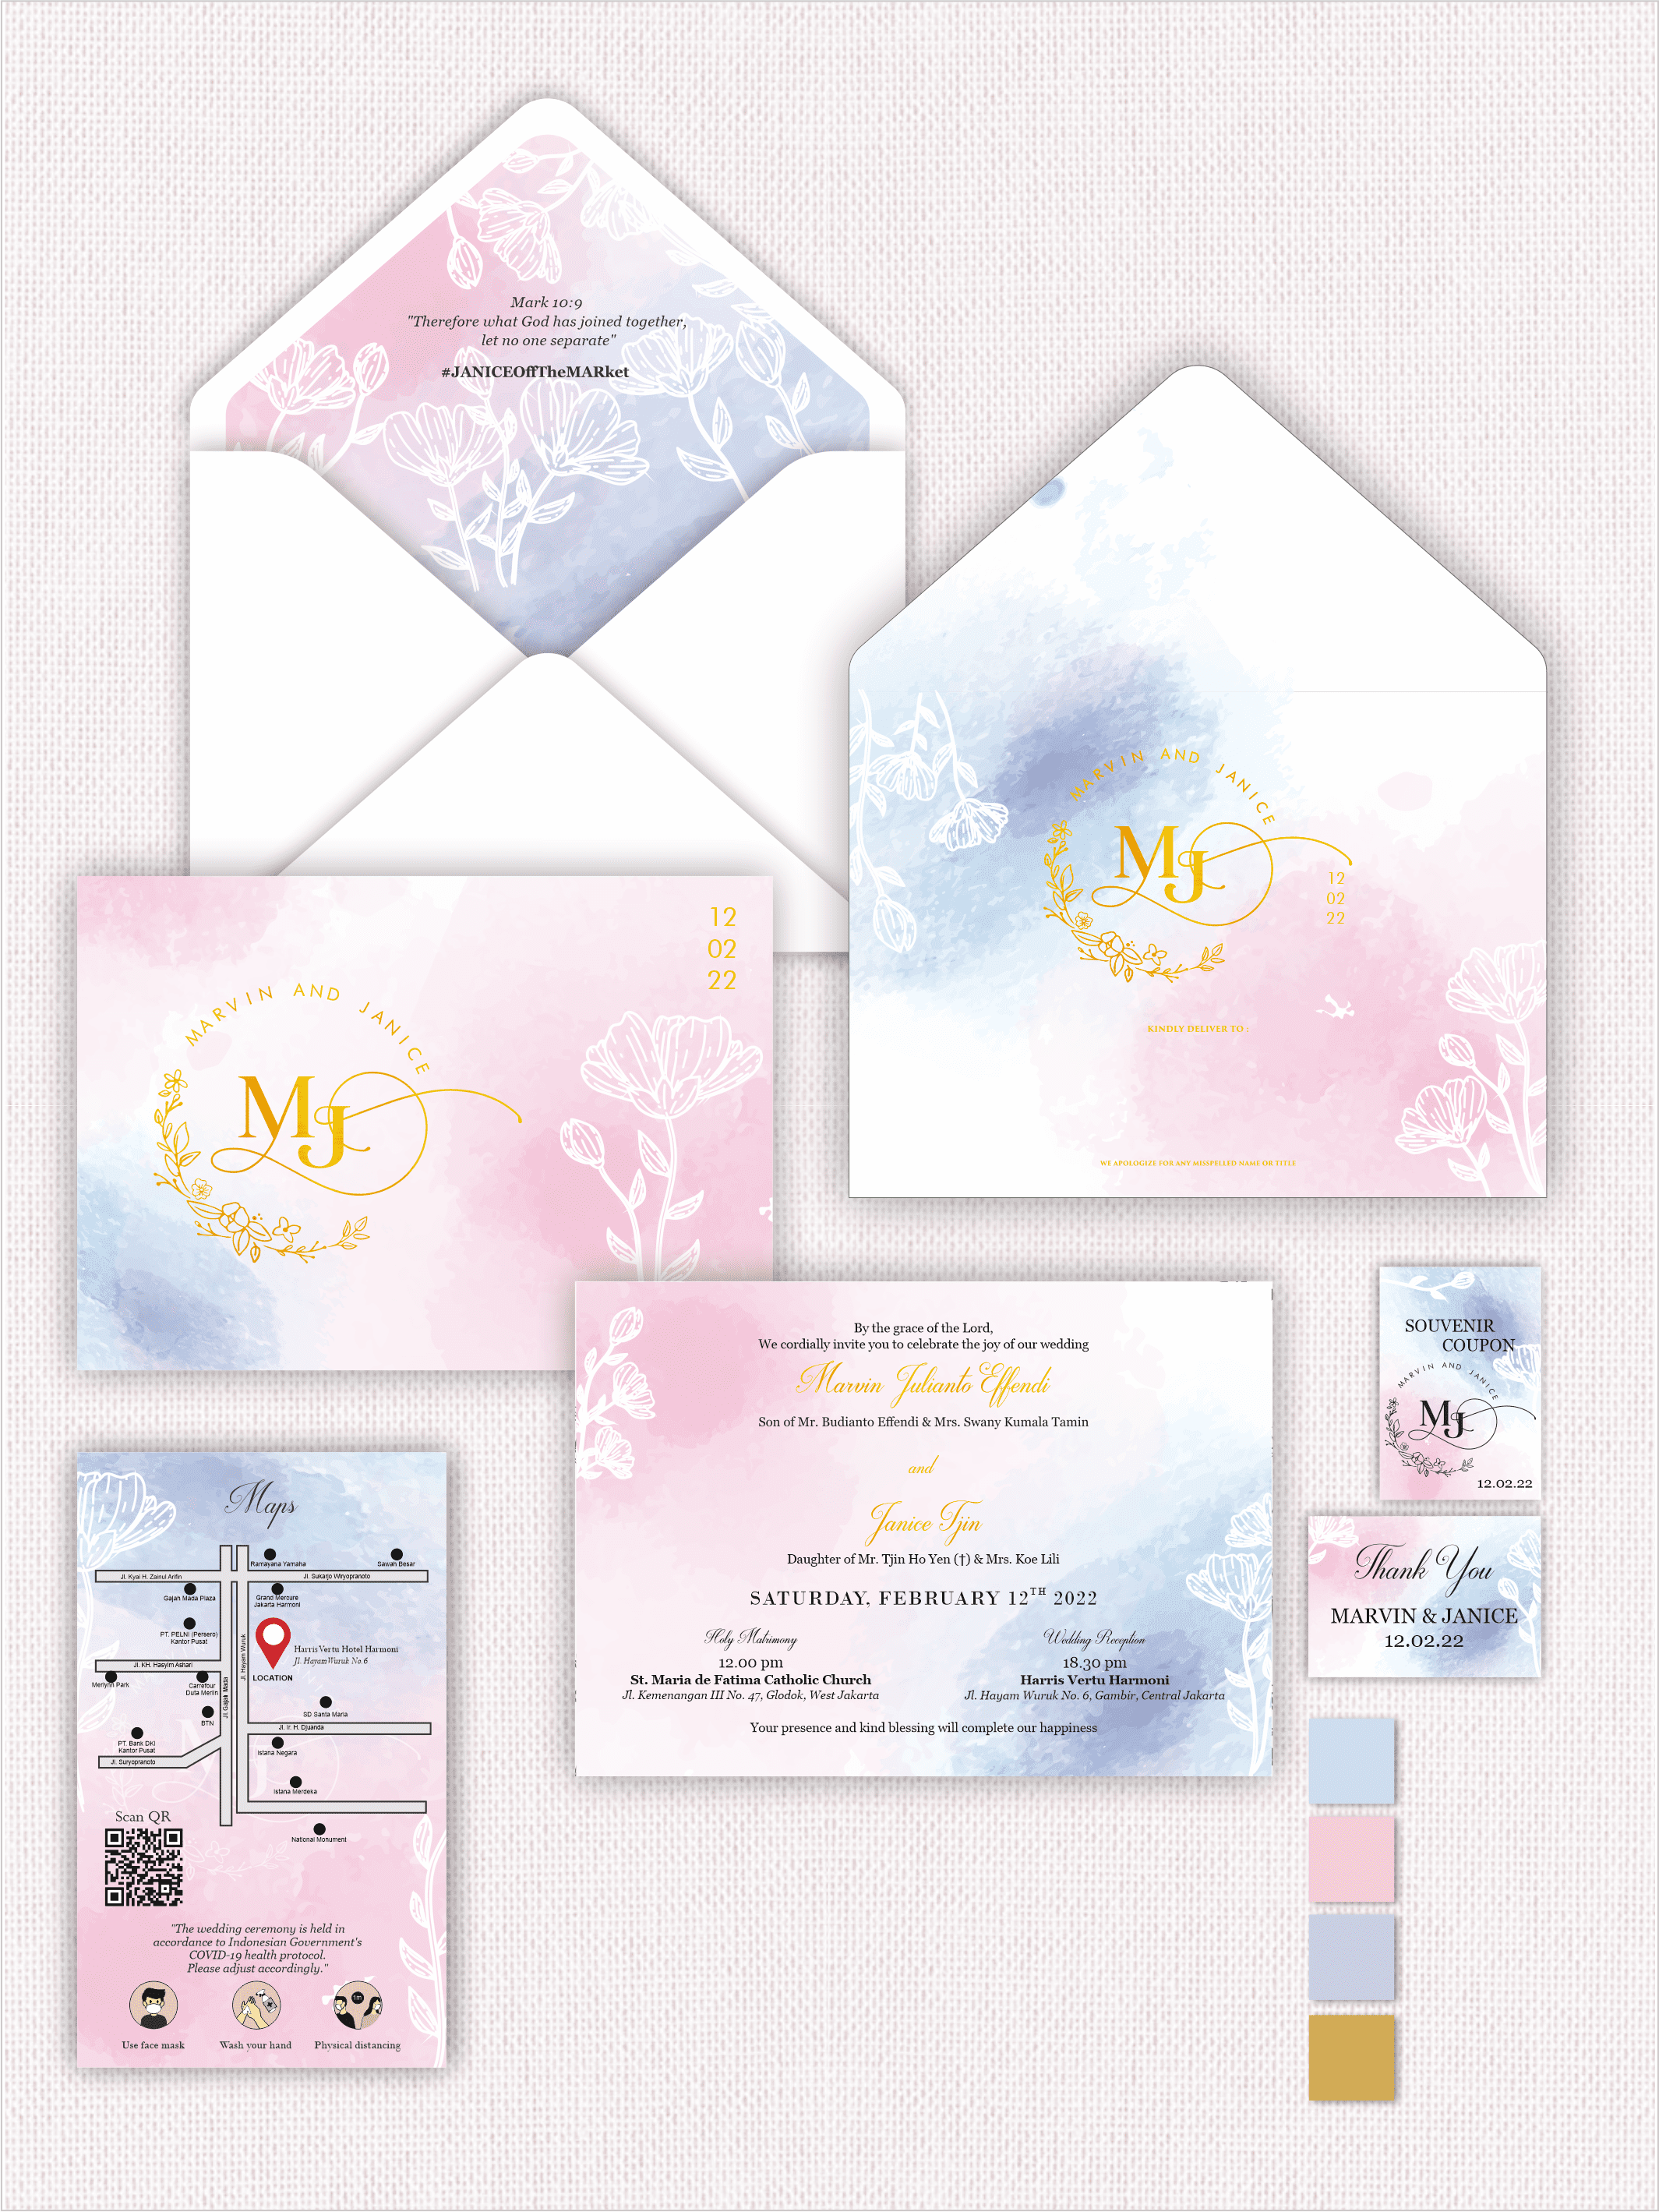 Mark 10:9
"Therefore what God has joined together,
let no one separate"
#JANICEOffTheMARket
MARVIN AND JANICE
MJ
12
02
22
KINDLY DELIVER TO :
WE APOLOGIZE FOR ANY MISSPELLED NAME OR TITLE
12
02
22
MARVIN AND JANICE
MJ
By the grace of the Lord,
We cordially invite you to celebrate the joy of our wedding
Marvin Julianto Effendi
Son of Mr. Budianto Effendi & Mrs. Swany Kumala Tamin
and
Janice Tjin
Daughter of Mr. Tjin Ho Yen (†) & Mrs. Koe Lili
SATURDAY, FEBRUARY 12TH 2022
Holy Matrimony
12.00 pm
St. Maria de Fatima Catholic Church
Jl. Kemenangan III No. 47, Glodok, West Jakarta
Wedding Reception
18.30 pm
Harris Vertu Harmoni
Jl. Hayam Wuruk No. 6, Gambir, Central Jakarta
Your presence and kind blessing will complete our happiness
SOUVENIR
COUPON
MARVIN AND JANICE
MJ
12.02.22
Thank You
MARVIN & JANICE
12.02.22
Maps
Ramayana Yamaha
Sawah Besar
Jl. Kyai H. Zainul Arifin
Jl. Sukarjo Wiryopranoto
Gajah Mada Plaza
Grand Mercure
Jakarta Harmoni
PT. PELNI (Persero)
Kantor Pusat
Jl. Hayam Wuruk
Harris Vertu Hotel Harmoni
Jl. Hayam Wuruk No. 6
LOCATION
Jl. KH. Hasyim Ashari
Merlynn Park
Carrefour
Duta Merlin
Jl. Gajah Mada
BTN
SD Santa Maria
Jl. Ir. H. Djuanda
PT. Bank DKI
Kantor Pusat
Jl. Suryopranoto
Istana Negara
Istana Merdeka
National Monument
Scan QR
"The wedding ceremony is held in
accordance to Indonesian Government's
COVID-19 health protocol.
Please adjust accordingly."
Use face mask
Wash your hand
Physical distancing